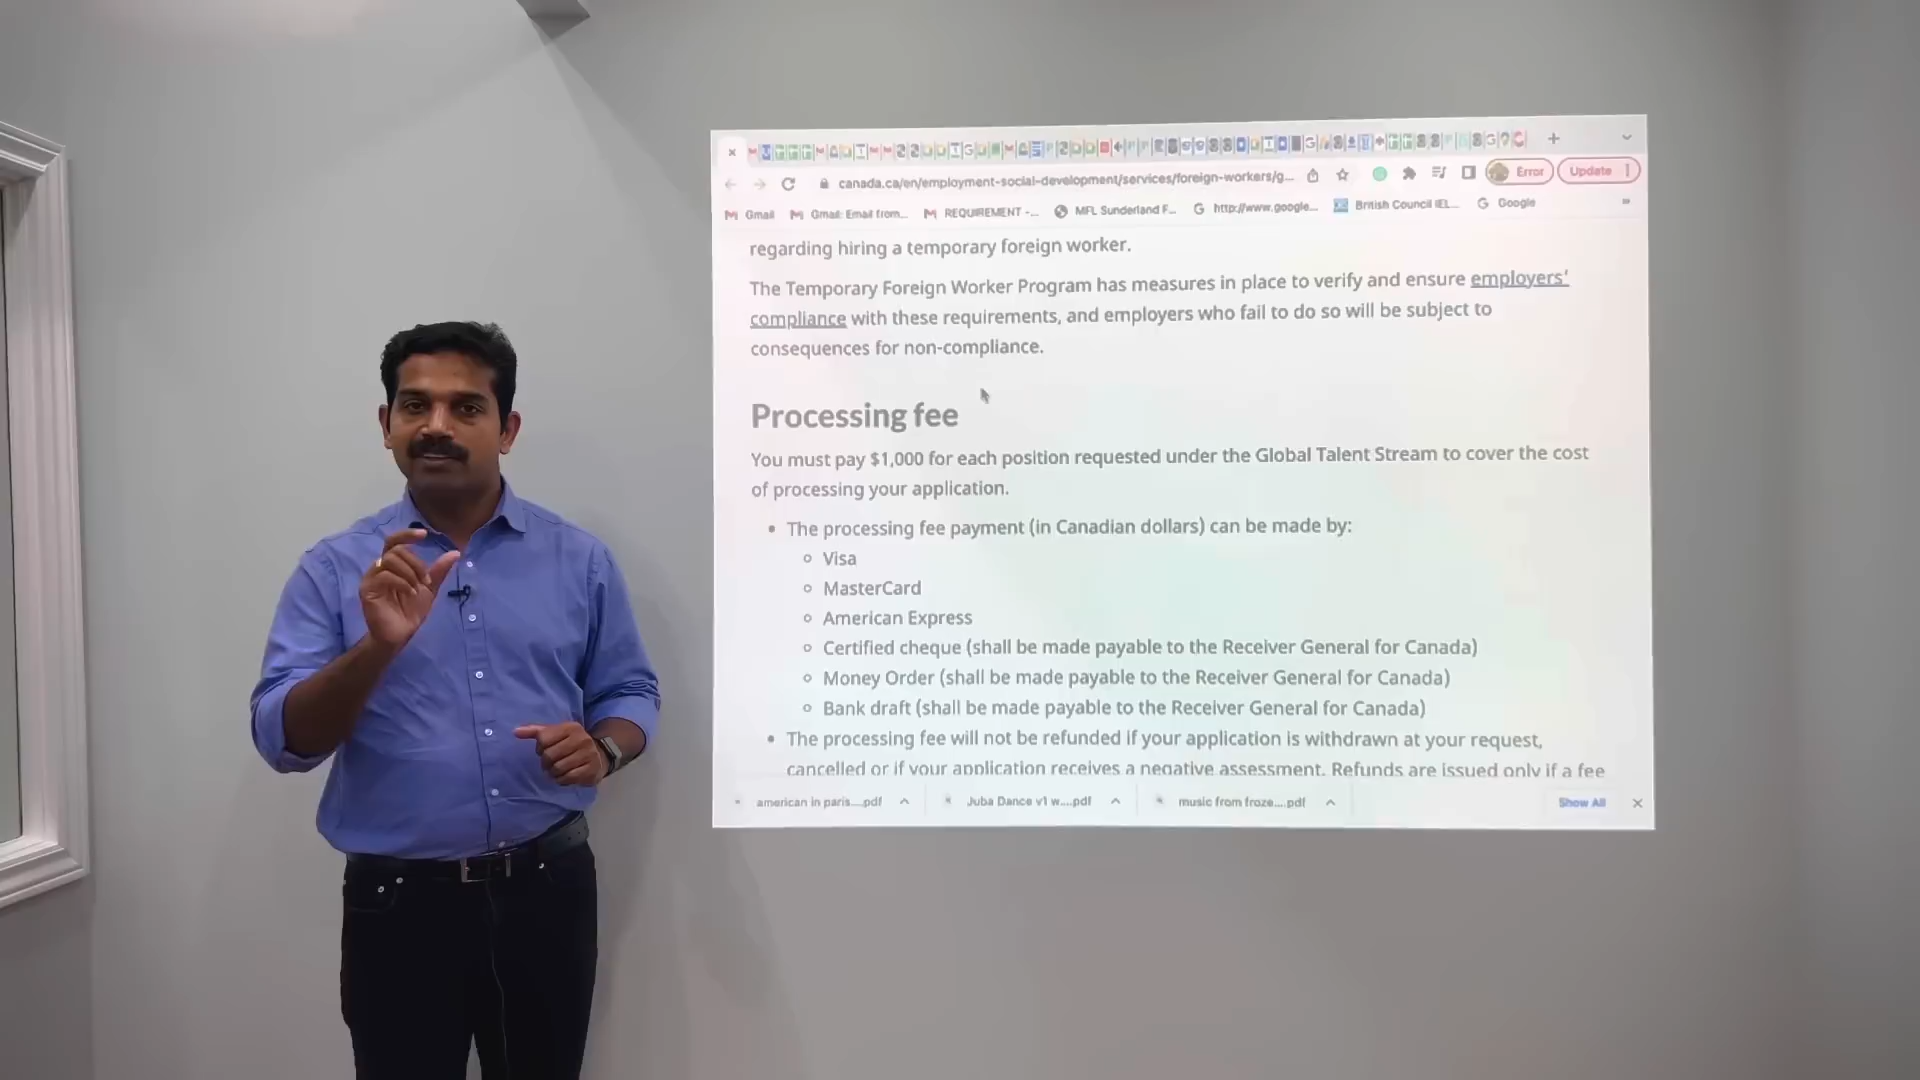 canada.ca/en/employment-social-development/services/foreign-workers/g...
Error
Update
Gmail
Gmail: Email from...
REQUIREMENT -...
MFL Sunderland F...
http://www.google...
British Council IEL...
Google
regarding hiring a temporary foreign worker.
The Temporary Foreign Worker Program has measures in place to verify and ensure employers'
compliance with these requirements, and employers who fail to do so will be subject to
consequences for non-compliance.
Processing fee
You must pay $1,000 for each position requested under the Global Talent Stream to cover the cost
of processing your application.
• The processing fee payment (in Canadian dollars) can be made by:
○ Visa
○ MasterCard
○ American Express
○ Certified cheque (shall be made payable to the Receiver General for Canada)
○ Money Order (shall be made payable to the Receiver General for Canada)
○ Bank draft (shall be made payable to the Receiver General for Canada)
• The processing fee will not be refunded if your application is withdrawn at your request,
cancelled or if your application receives a negative assessment. Refunds are issued only if a fee
american in paris....pdf
Juba Dance v1 w....pdf
music from froze....pdf
Show All